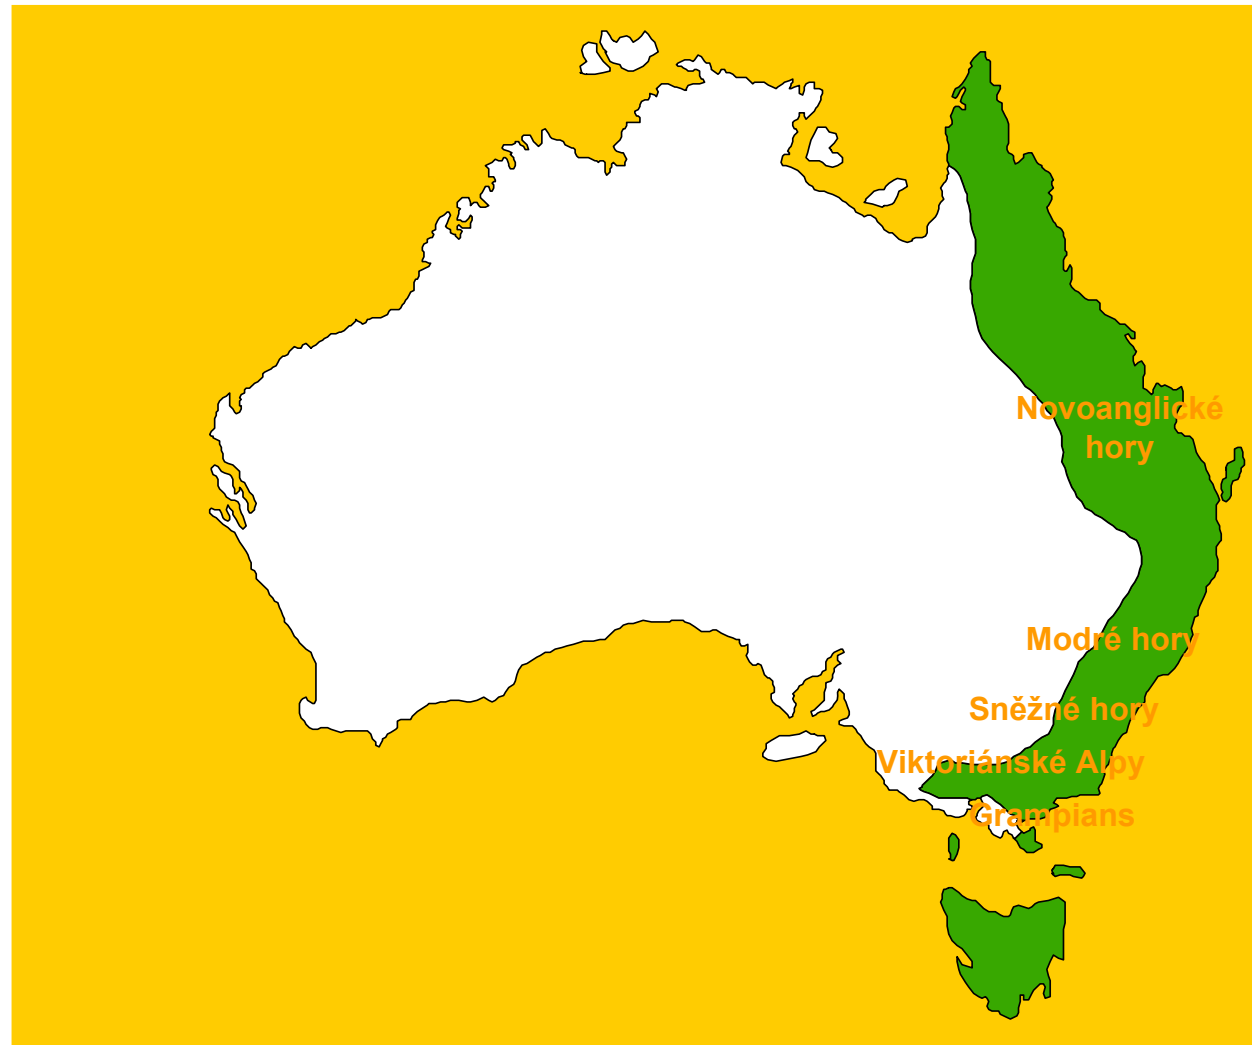 Novoanglické
hory
Modré hory
Sněžné hory
Viktoriánské Alpy
Grampians